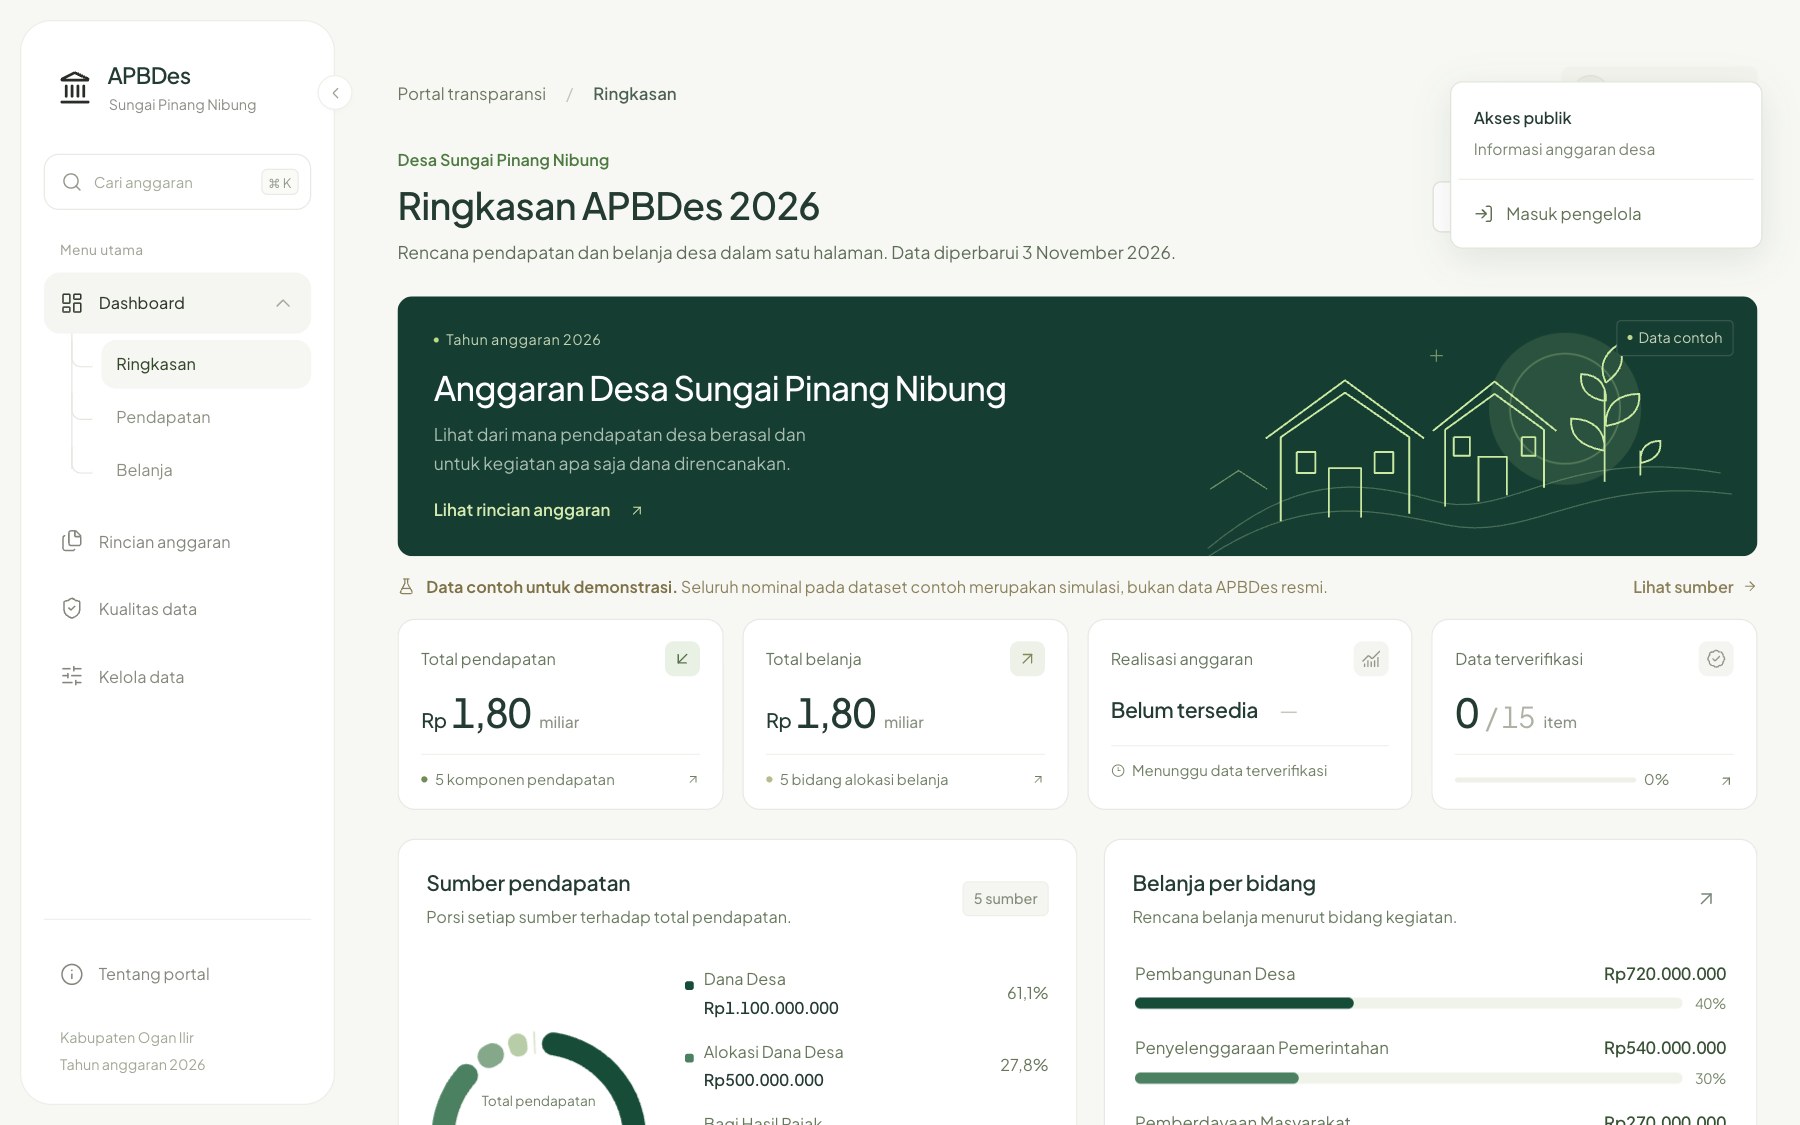 APBDes
Sungai Pinang Nibung
Cari anggaran
⌘ K
Menu utama
Dashboard
Ringkasan
Pendapatan
Belanja
Rincian anggaran
Kualitas data
Kelola data
Tentang portal
Kabupaten Ogan Ilir
Tahun anggaran 2026
Portal transparansi / Ringkasan
Akses publik
Informasi anggaran desa
Masuk pengelola
Desa Sungai Pinang Nibung
Ringkasan APBDes 2026
Rencana pendapatan dan belanja desa dalam satu halaman. Data diperbarui 3 November 2026.
Tahun anggaran 2026
Data contoh
Anggaran Desa Sungai Pinang Nibung
Lihat dari mana pendapatan desa berasal dan
untuk kegiatan apa saja dana direncanakan.
Lihat rincian anggaran
Data contoh untuk demonstrasi. Seluruh nominal pada dataset contoh merupakan simulasi, bukan data APBDes resmi.
Lihat sumber
Total pendapatan
Rp 1,80 miliar
5 komponen pendapatan
Total belanja
Rp 1,80 miliar
5 bidang alokasi belanja
Realisasi anggaran
Belum tersedia —
Menunggu data terverifikasi
Data terverifikasi
0 / 15 item
0%
Sumber pendapatan
Porsi setiap sumber terhadap total pendapatan.
5 sumber
Total pendapatan
Dana Desa
Rp1.100.000.000
61,1%
Alokasi Dana Desa
Rp500.000.000
27,8%
Bagi Hasil Pajak
Belanja per bidang
Rencana belanja menurut bidang kegiatan.
Pembangunan Desa
Rp720.000.000
40%
Penyelenggaraan Pemerintahan
Rp540.000.000
30%
Pemberdayaan Masyarakat
Rp270.000.000